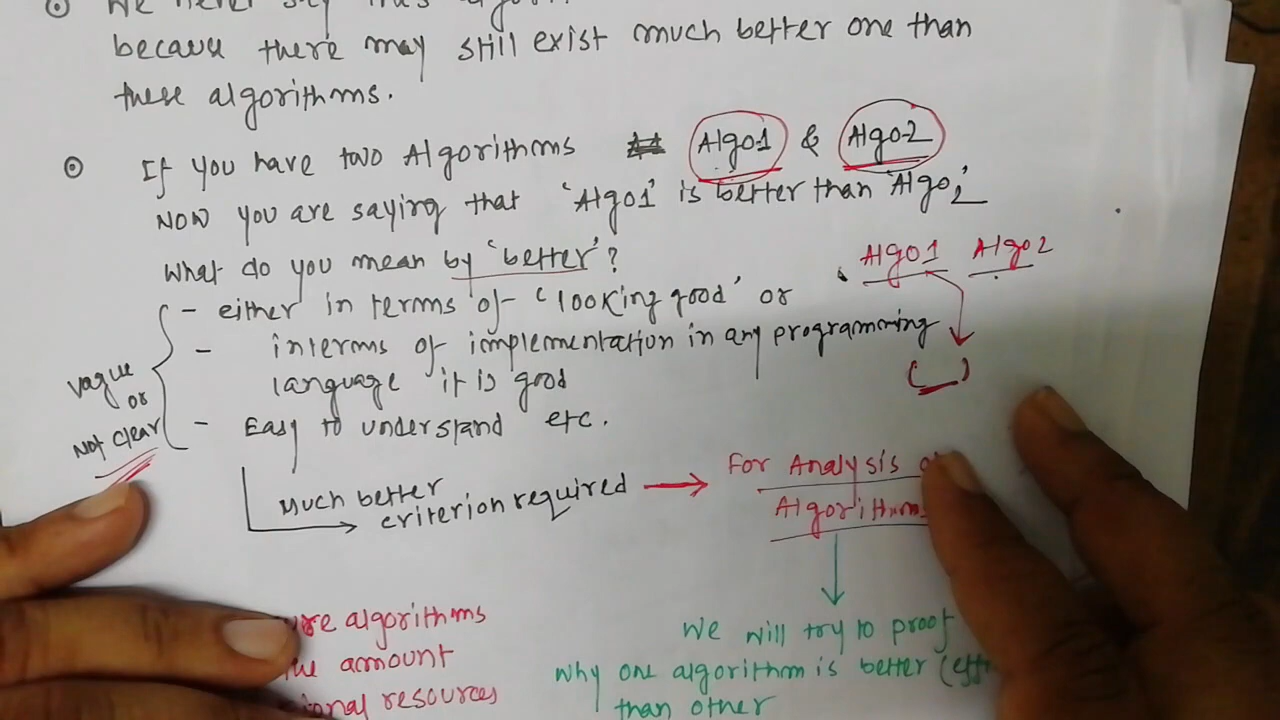 because there may still exist much better one than
these algorithms.
If you have two Algorithms Algo1 & Algo2
Now you are saying that 'Algo1' is better than 'Algo2'
what do you mean by 'better'?
Algo1 Algo2
- either in terms of 'looking good' or
- interms of implementation in any programming
language it is good
- Easy to understand etc.
vague
or
Not clear
Much better
criterion required → For Analysis
Algorithms
algorithms
amount
resources
We will try to proof
why one algorithm is better
than other